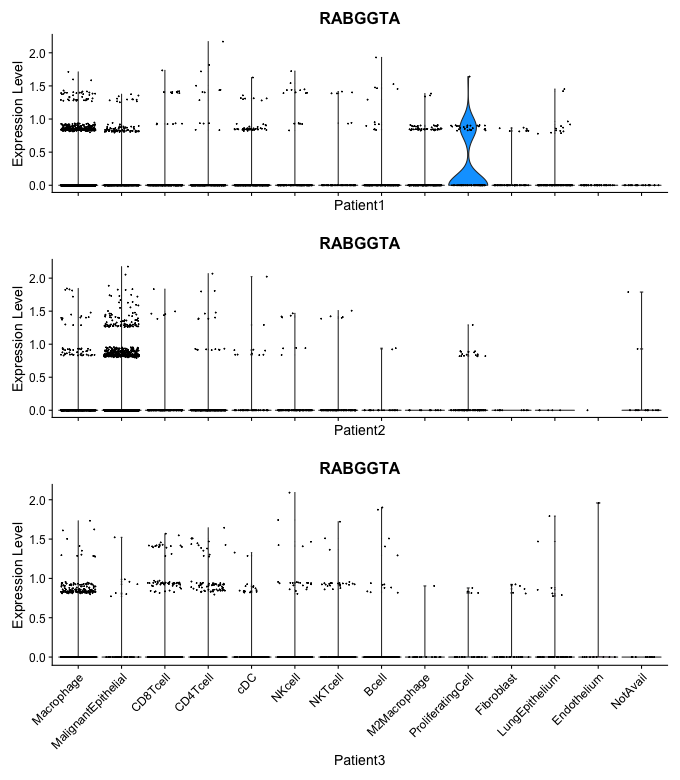 RABGGTA
Expression Level
2.0
1.5
1.0
0.5
0.0
Patient1
RABGGTA
Expression Level
2.0
1.5
1.0
0.5
0.0
Patient2
RABGGTA
Expression Level
2.0
1.5
1.0
0.5
0.0
Macrophage
MalignantEpithelial
CD8Tcell
CD4Tcell
cDC
NKcell
NKTcell
Bcell
M2Macrophage
ProliferatingCell
Fibroblast
LungEpithelium
Endothelium
NotAvail
Patient3